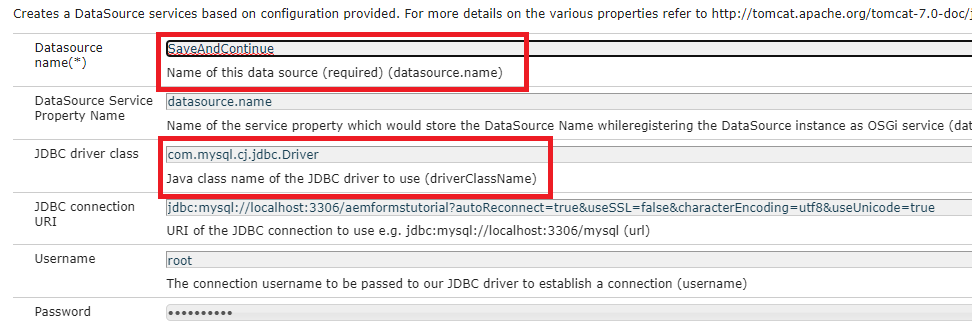 Creates a DataSource services based on configuration provided. For more details on the various properties refer to http://tomcat.apache.org/tomcat-7.0-doc/
Datasource name(*)
SaveAndContinue
Name of this data source (required) (datasource.name)
DataSource Service Property Name
datasource.name
Name of the service property which would store the DataSource Name whileregistering the DataSource instance as OSGi service (dat
JDBC driver class
com.mysql.cj.jdbc.Driver
Java class name of the JDBC driver to use (driverClassName)
JDBC connection URI
jdbc:mysql://localhost:3306/aemformstutorial?autoReconnect=true&useSSL=false&characterEncoding=utf8&useUnicode=true
URI of the JDBC connection to use e.g. jdbc:mysql://localhost:3306/mysql (url)
Username
root
The connection username to be passed to our JDBC driver to establish a connection (username)
Password
••••••••••